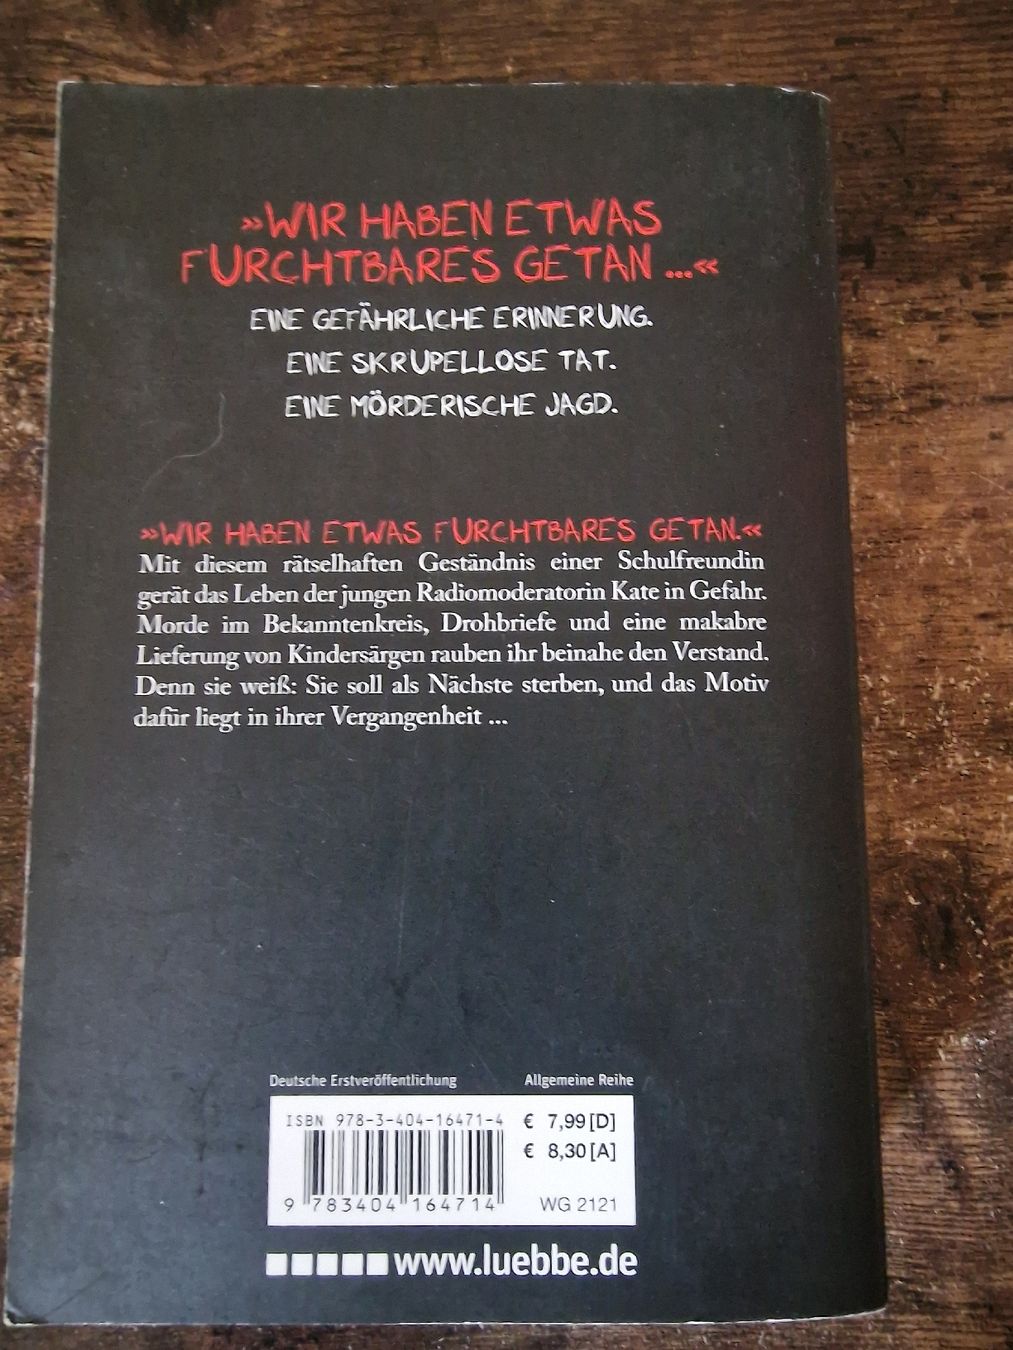 »WIR HABEN ETWAS
FURCHTBARES GETAN ...«
EINE GEFÄHRLICHE ERINNERUNG.
EINE SKRUPELLOSE TAT.
EINE MÖRDERISCHE JAGD.
»WIR HABEN ETWAS FURCHTBARES GETAN.«
Mit diesem rätselhaften Geständnis einer Schulfreundin
gerät das Leben der jungen Radiomoderatorin Kate in Gefahr.
Morde im Bekanntenkreis, Drohbriefe und eine makabre
Lieferung von Kindersärgen rauben ihr beinahe den Verstand.
Denn sie weiß: Sie soll als Nächste sterben, und das Motiv
dafür liegt in ihrer Vergangenheit ...
Deutsche Erstveröffentlichung Allgemeine Reihe
ISBN 978-3-404-16471-4 € 7,99 [D]
€ 8,30 [A]
9 783404 164714 WG 2121
www.luebbe.de